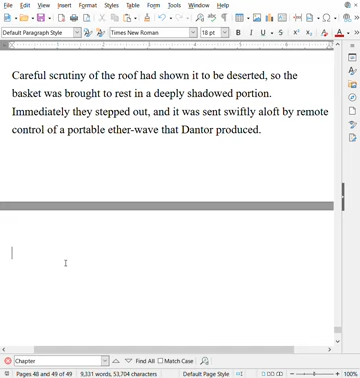 File Edit View Insert Format Styles Table Form Tools Window Help
Default Paragraph Style Times New Roman 18 pt
Careful scrutiny of the roof had shown it to be deserted, so the
basket was brought to rest in a deeply shadowed portion.
Immediately they stepped out, and it was sent swiftly aloft by remote
control of a portable ether-wave that Dantor produced.
Chapter Find All Match Case
Pages 48 and 49 of 49 9,331 words, 53,704 characters Default Page Style 100%